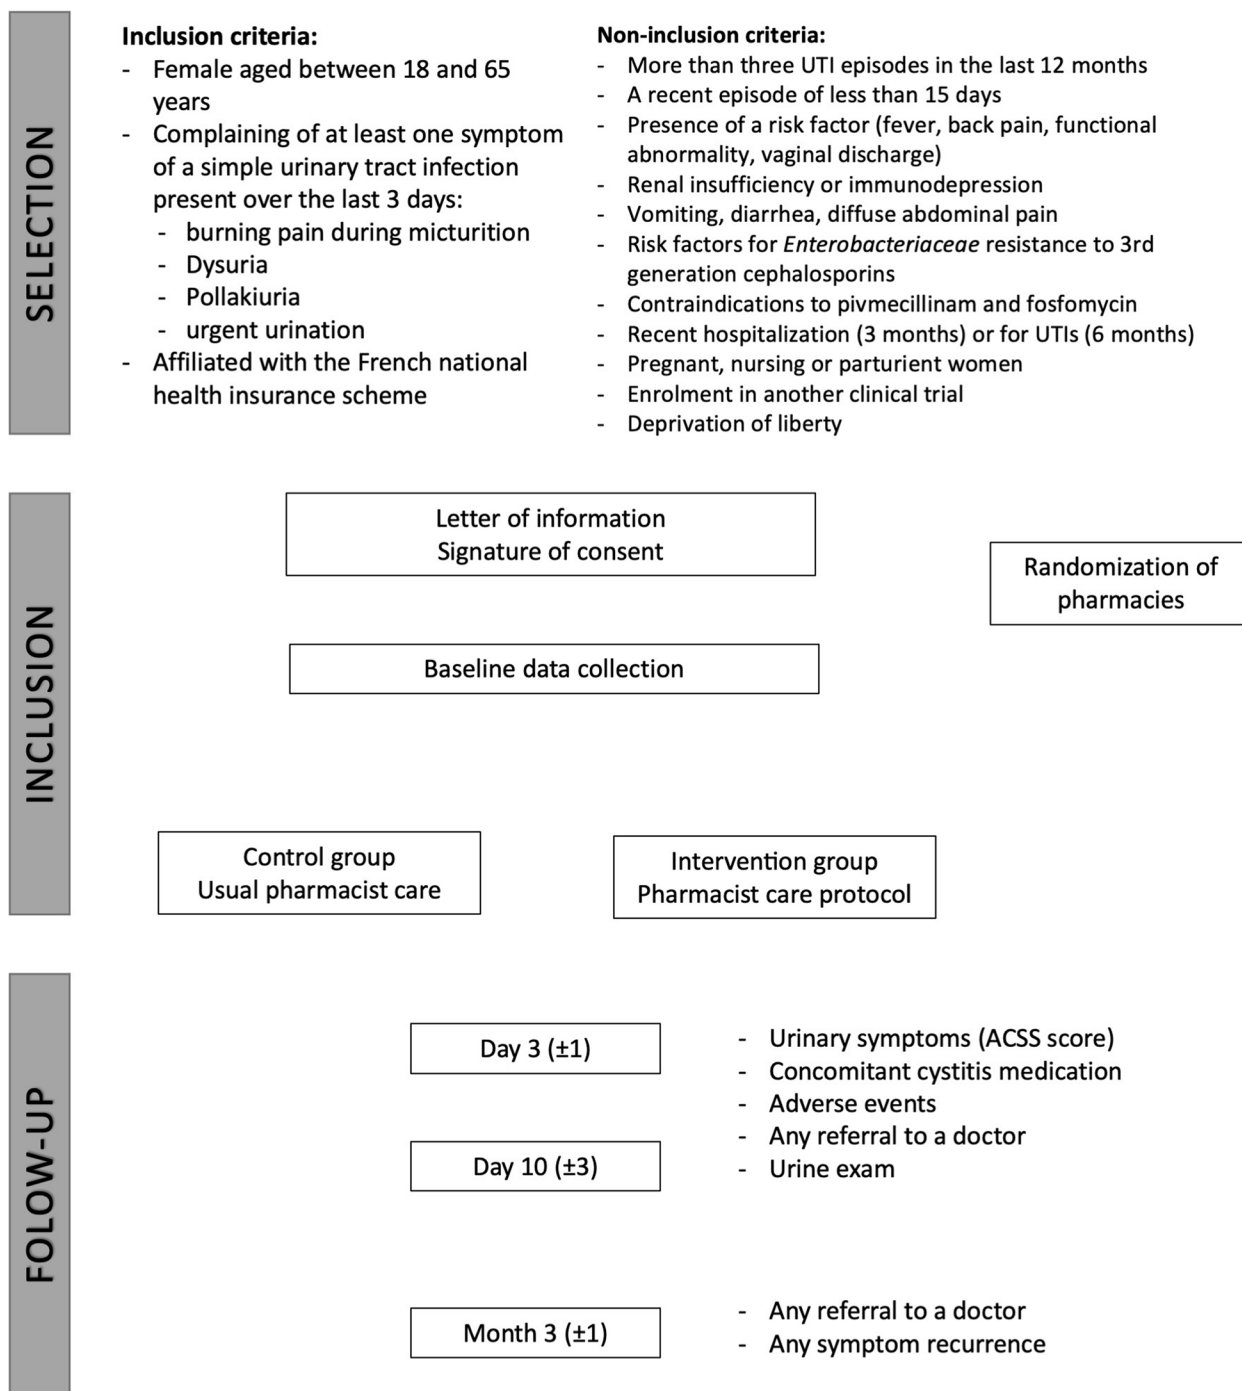 SELECTION
Inclusion criteria:
- Female aged between 18 and 65
years
- Complaining of at least one symptom
of a simple urinary tract infection
present over the last 3 days:
- burning pain during micturition
- Dysuria
- Pollakiuria
- urgent urination
- Affiliated with the French national
health insurance scheme
Non-inclusion criteria:
- More than three UTI episodes in the last 12 months
- A recent episode of less than 15 days
- Presence of a risk factor (fever, back pain, functional
abnormality, vaginal discharge)
- Renal insufficiency or immunodepression
- Vomiting, diarrhea, diffuse abdominal pain
- Risk factors for Enterobacteriaceae resistance to 3rd
generation cephalosporins
- Contraindications to pivmecillinam and fosfomycin
- Recent hospitalization (3 months) or for UTIs (6 months)
- Pregnant, nursing or parturient women
- Enrolment in another clinical trial
- Deprivation of liberty
INCLUSION
Letter of information
Signature of consent
Randomization of
pharmacies
Baseline data collection
Control group
Usual pharmacist care
Intervention group
Pharmacist care protocol
FOLOW-UP
Day 3 (±1)
Day 10 (±3)
- Urinary symptoms (ACSS score)
- Concomitant cystitis medication
- Adverse events
- Any referral to a doctor
- Urine exam
Month 3 (±1)
- Any referral to a doctor
- Any symptom recurrence